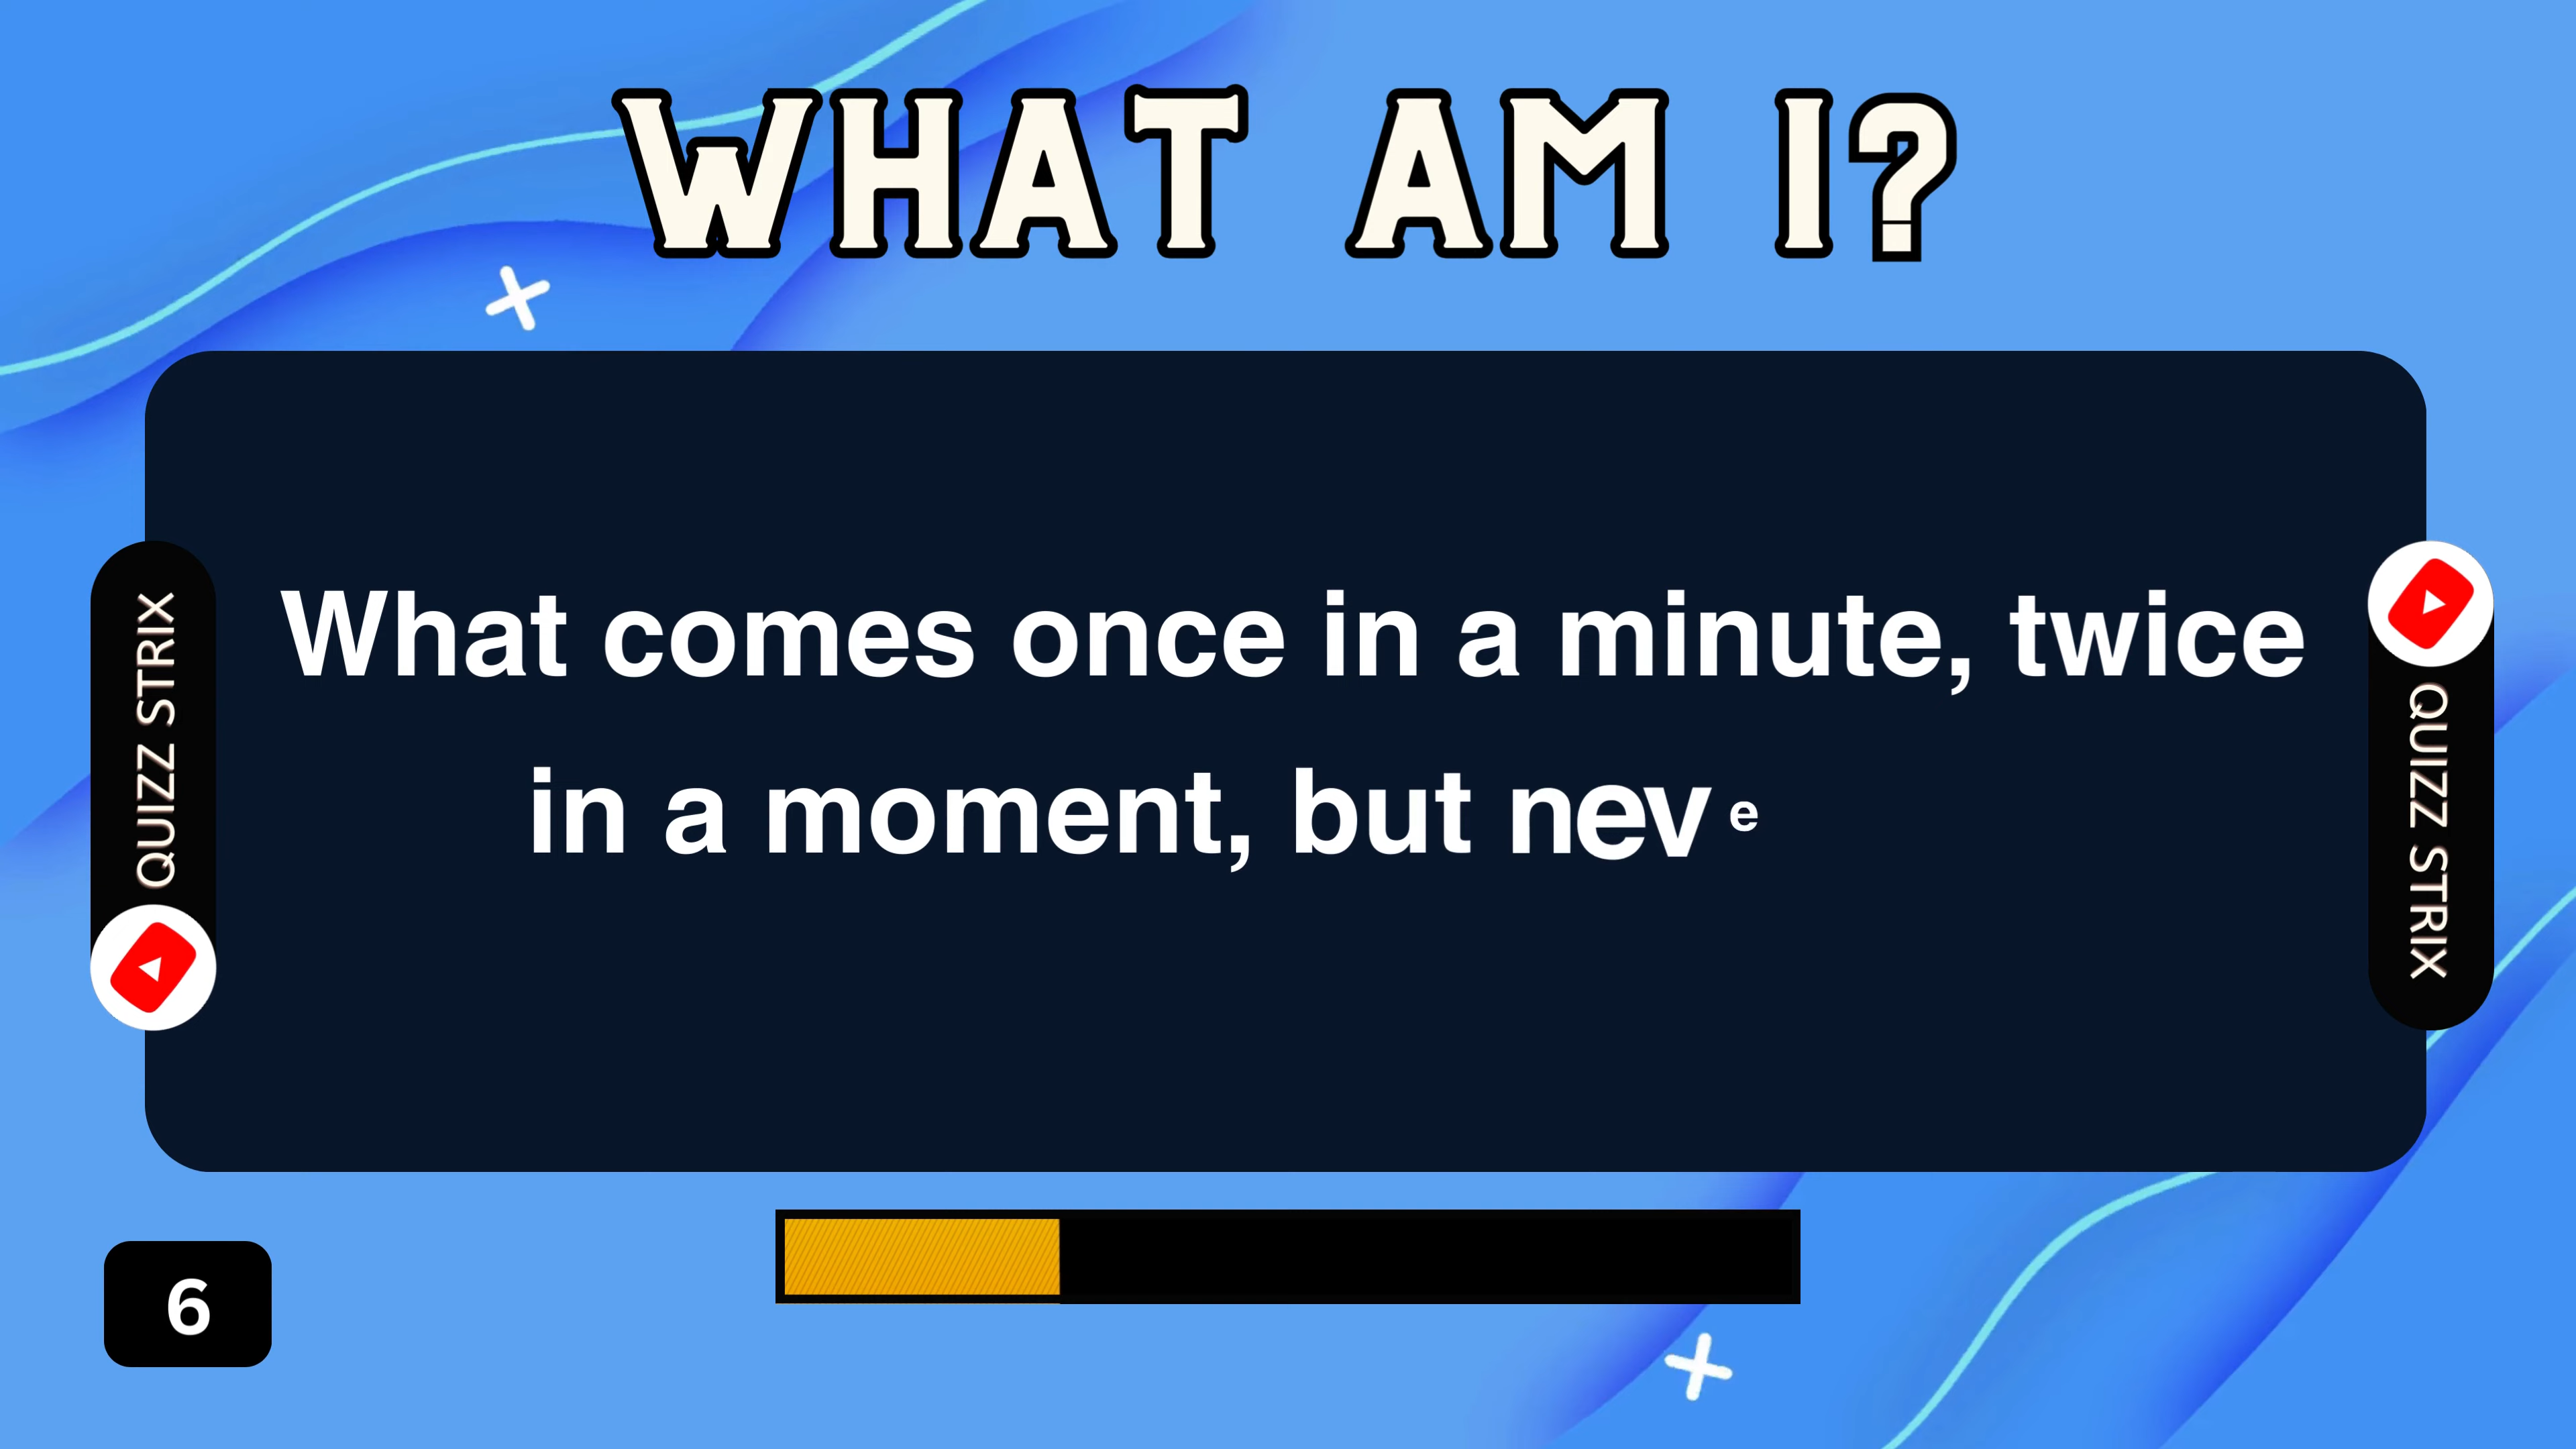 WHAT AM I?
What comes once in a minute, twice
in a moment, but neve
QUIZZ STRIX
QUIZZ STRIX
6